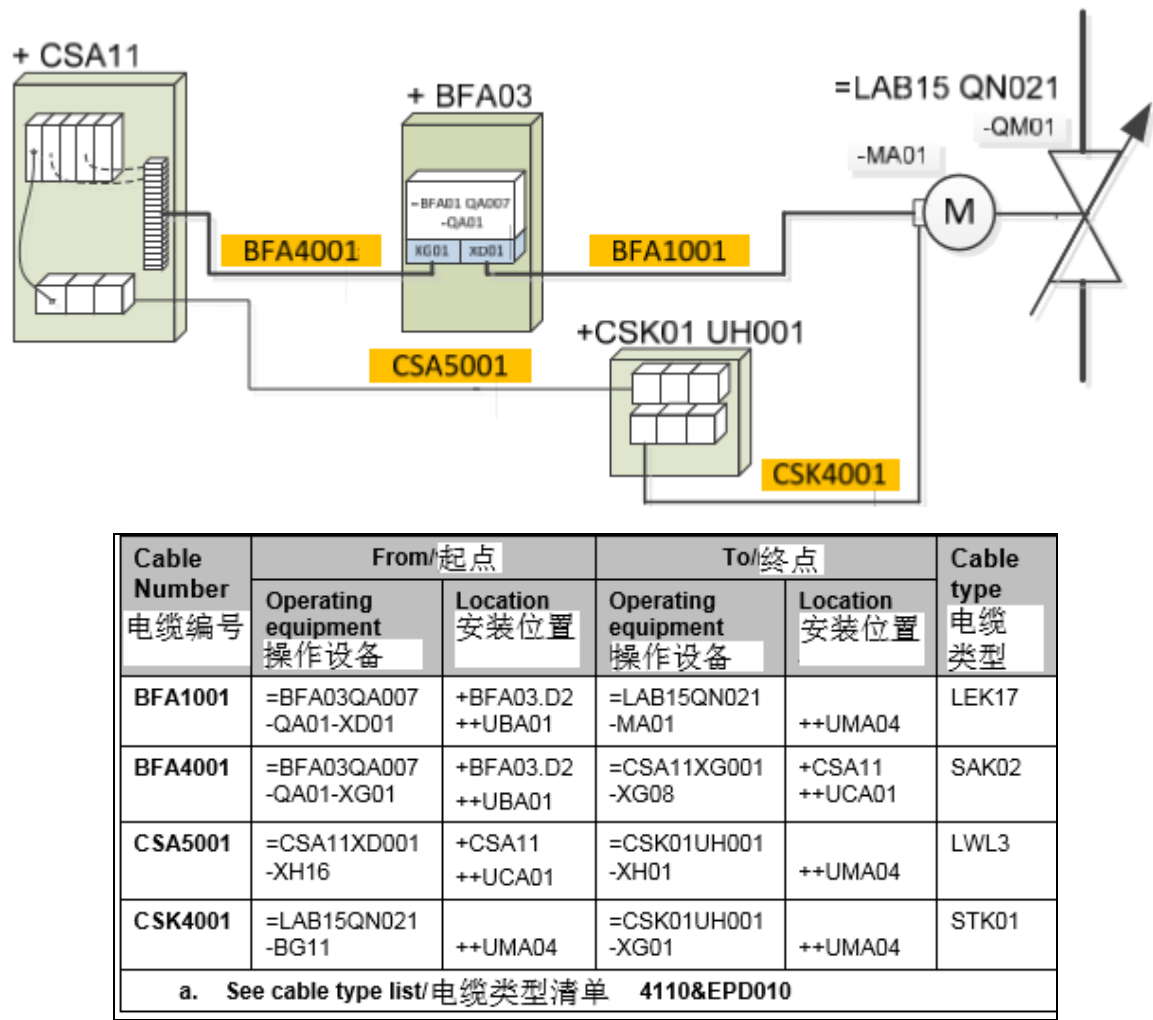 + CSA11
+ BFA03
=LAB15 QN021
-QM01
-MA01
M
=BFA01 QA007
-QA01
XG01 XD01
BFA4001
BFA1001
+CSK01 UH001
CSA5001
CSK4001
Cable Number 电缆编号
From/起点
To/终点
Cable type 电缆类型
Operating equipment 操作设备
Location 安装位置
Operating equipment 操作设备
Location 安装位置
BFA1001 =BFA03QA007 +BFA03.D2 =LAB15QN021 LEK17
-QA01-XD01 ++UBA01 -MA01 ++UMA04
BFA4001 =BFA03QA007 +BFA03.D2 =CSA11XG001 +CSA11 SAK02
-QA01-XG01 ++UBA01 -XG08 ++UCA01
CSA5001 =CSA11XD001 +CSA11 =CSK01UH001 LWL3
-XH16 ++UCA01 -XH01 ++UMA04
CSK4001 =LAB15QN021 =CSK01UH001 STK01
-BG11 ++UMA04 -XG01 ++UMA04
a. See cable type list/电缆类型清单 4110&EPD010